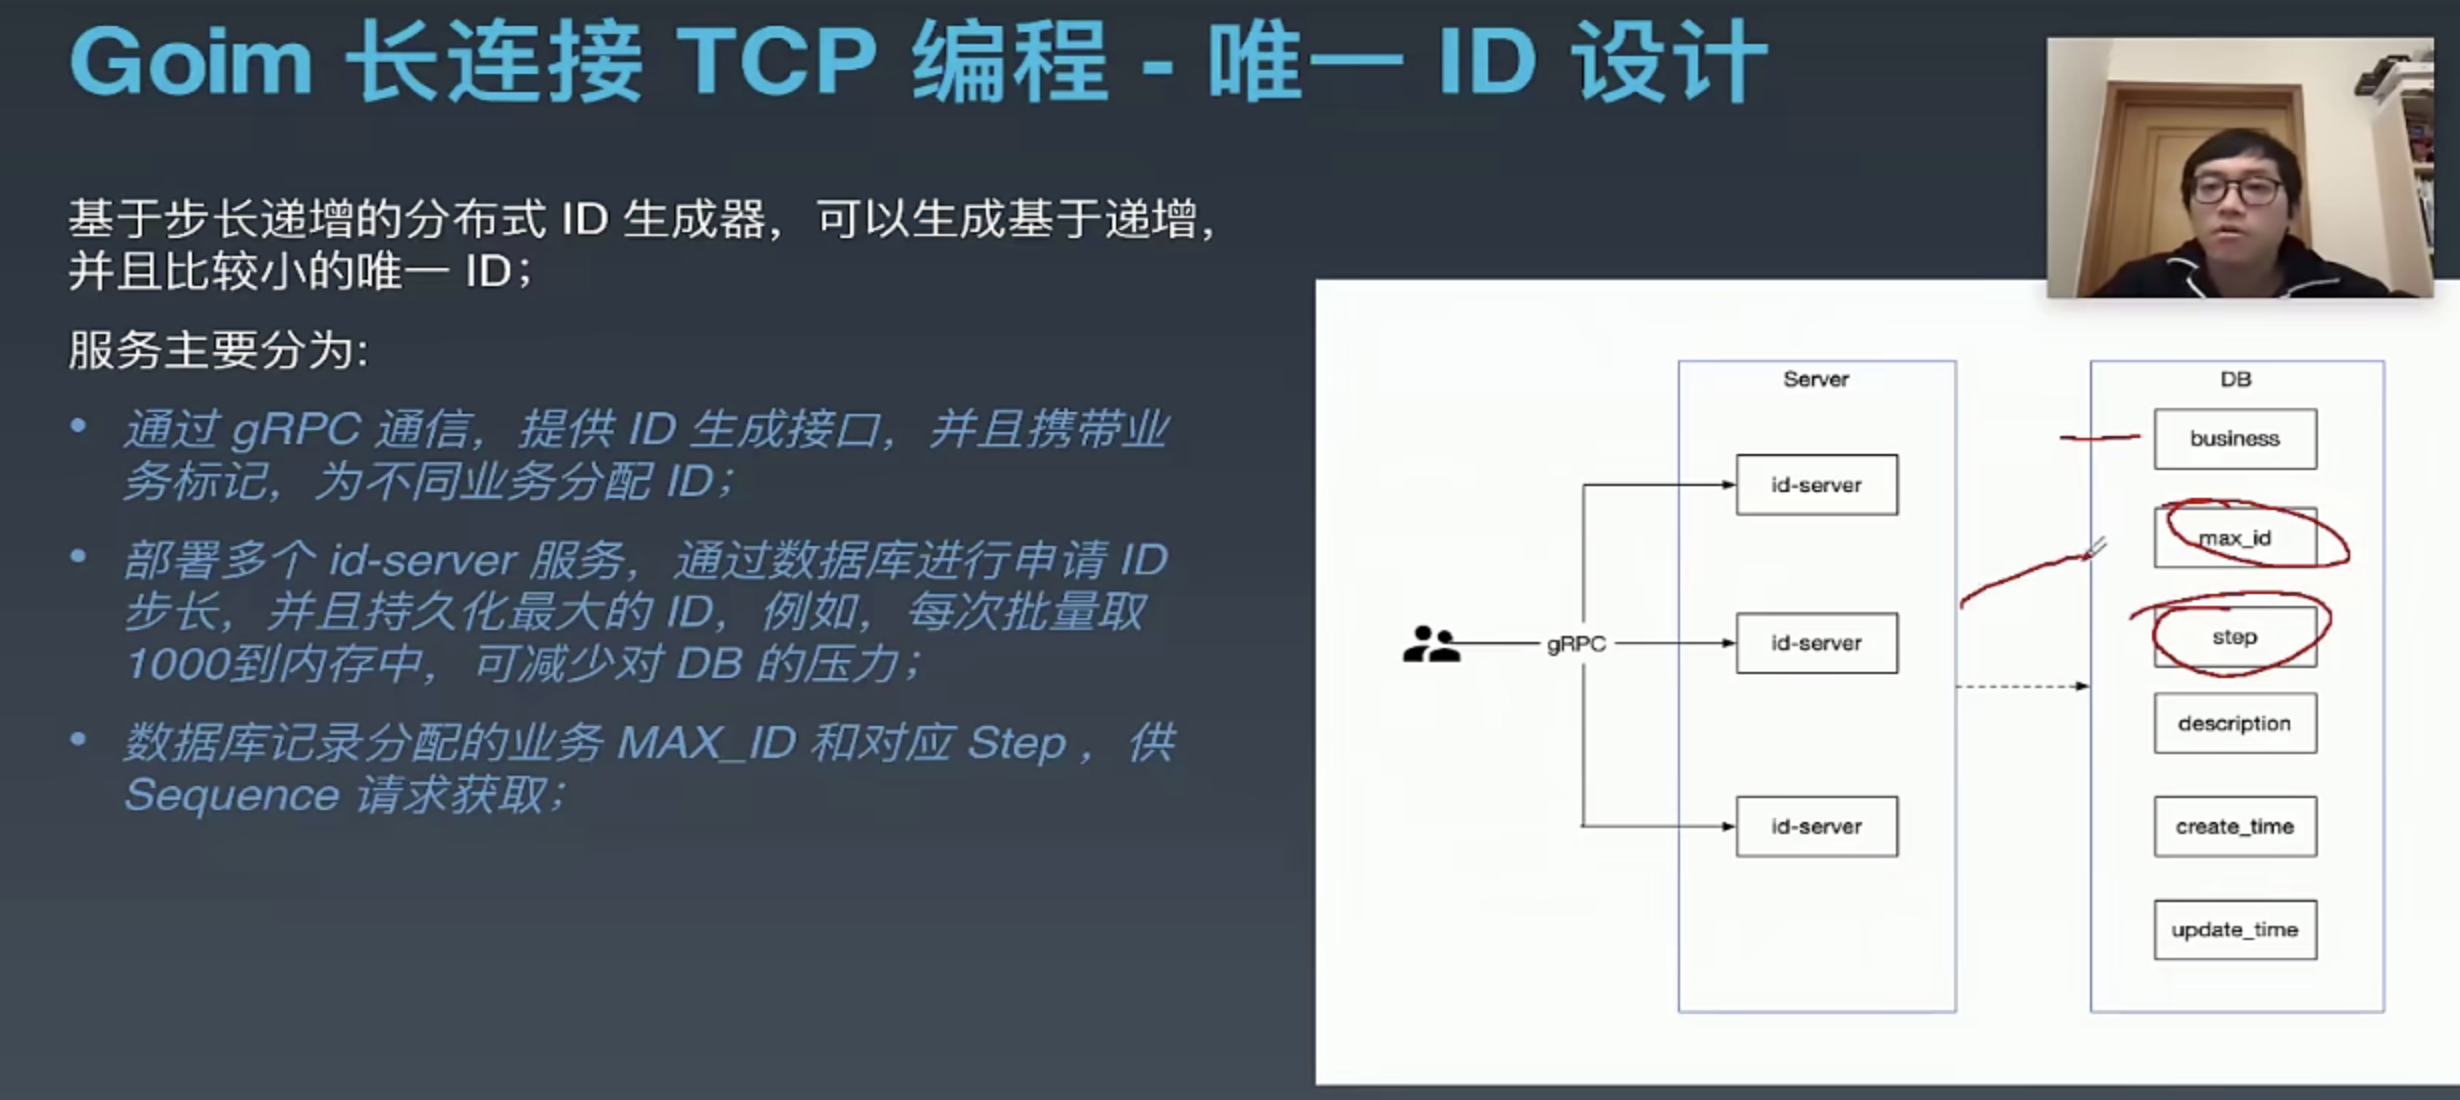 Goim 长连接 TCP 编程 - 唯一 ID 设计
基于步长递增的分布式 ID 生成器，可以生成基于递增，
并且比较小的唯一 ID；
服务主要分为:
• 通过 gRPC 通信，提供 ID 生成接口，并且携带业
务标记，为不同业务分配 ID；
• 部署多个 id-server 服务，通过数据库进行申请 ID
步长，并且持久化最大的 ID，例如，每次批量取
1000到内存中，可减少对 DB 的压力；
• 数据库记录分配的业务 MAX_ID 和对应 Step ，供
Sequence 请求获取；
gRPC
Server
id-server
id-server
id-server
DB
business
max_id
step
description
create_time
update_time